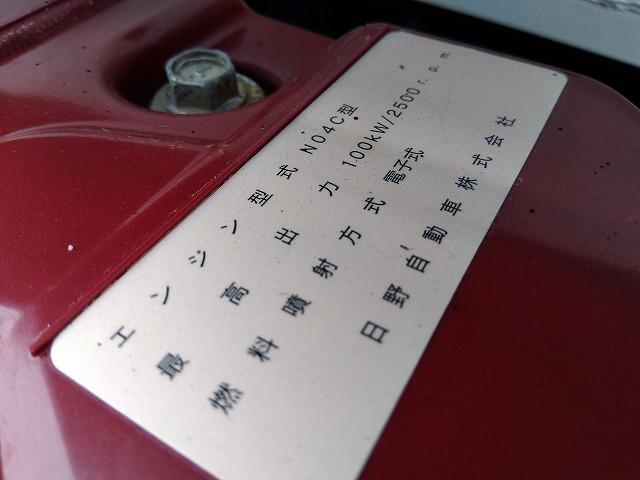 エンジン型式 N04C型
最高出力 100kW/2500r.p.m.
燃料噴射方式 電子式
日野自動車株式会社